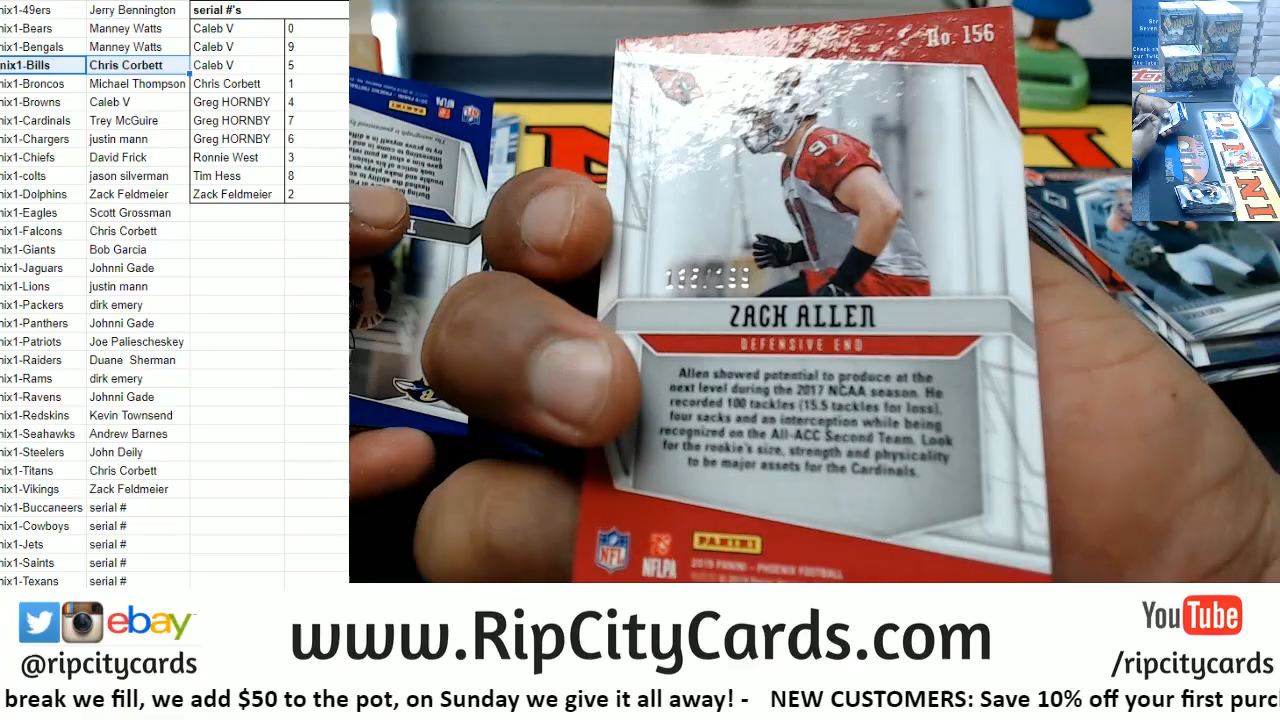 nix1-49ers Jerry Bennington serial #'s
nix1-Bears Manney Watts Caleb V 0
nix1-Bengals Manney Watts Caleb V 9
nix1-Bills Chris Corbett Caleb V 5
nix1-Broncos Michael Thompson Chris Corbett 1
nix1-Browns Caleb V Greg HORNBY 4
nix1-Cardinals Trey McGuire Greg HORNBY 7
nix1-Chargers justin mann Greg HORNBY 6
nix1-Chiefs David Frick Ronnie West 3
nix1-colts jason silverman Tim Hess 8
nix1-Dolphins Zack Feldmeier Zack Feldmeier 2
nix1-Eagles Scott Grossman
nix1-Falcons Chris Corbett
nix1-Giants Bob Garcia
nix1-Jaguars Johnni Gade
nix1-Lions justin mann
nix1-Packers dirk emery
nix1-Panthers Johnni Gade
nix1-Patriots Joe Paliescheskey
nix1-Raiders Duane Sherman
nix1-Rams dirk emery
nix1-Ravens Johnni Gade
nix1-Redskins Kevin Townsend
nix1-Seahawks Andrew Barnes
nix1-Steelers John Deily
nix1-Titans Chris Corbett
nix1-Vikings Zack Feldmeier
nix1-Buccaneers serial #
nix1-Cowboys serial #
nix1-Jets serial #
nix1-Saints serial #
nix1-Texans serial #
No. 156
97
ZACH ALLEN
DEFENSIVE END
Allen showed potential to produce at the
next level during the 2017 NCAA season. He
recorded 100 tackles (15.5 tackles for loss),
four sacks and an interception while being
recognized on the All-ACC Second Team. Look
for the rookie's size, strength and physicality
to be major assets for the Cardinals.
NFL NFLPA PANINI
2019 PANINI - PHOENIX FOOTBALL
ebay
@ripcitycards
www.RipCityCards.com
YouTube
/ripcitycards
break we fill, we add $50 to the pot, on Sunday we give it all away! - NEW CUSTOMERS: Save 10% off your first purc